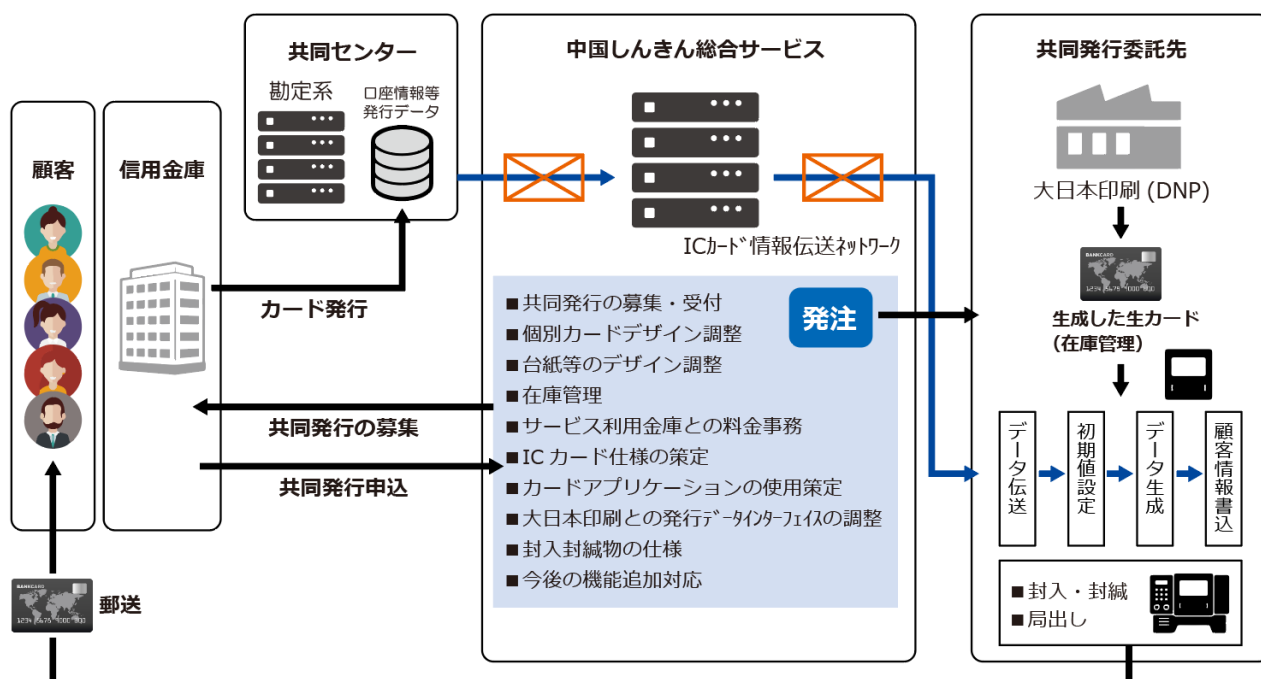 顧客
信用金庫
共同センター
勘定系
口座情報等
発行データ
カード発行
共同発行の募集
共同発行申込
中国しんきん総合サービス
ICｶｰﾄﾞ情報伝送ﾈｯﾄﾜｰｸ
■共同発行の募集・受付
■個別カードデザイン調整
■台紙等のデザイン調整
■在庫管理
■サービス利用金庫との料金事務
■IC カード仕様の策定
■カードアプリケーションの使用策定
■大日本印刷との発行ﾃﾞｰﾀｲﾝﾀｰﾌｪｲｽの調整
■封入封緘物の仕様
■今後の機能追加対応
発注
共同発行委託先
大日本印刷 (DNP)
BANKCARD
生成した生カード
(在庫管理)
データ伝送
初期値設定
データ生成
顧客情報書込
■封入・封緘
■局出し
BANKCARD
郵送